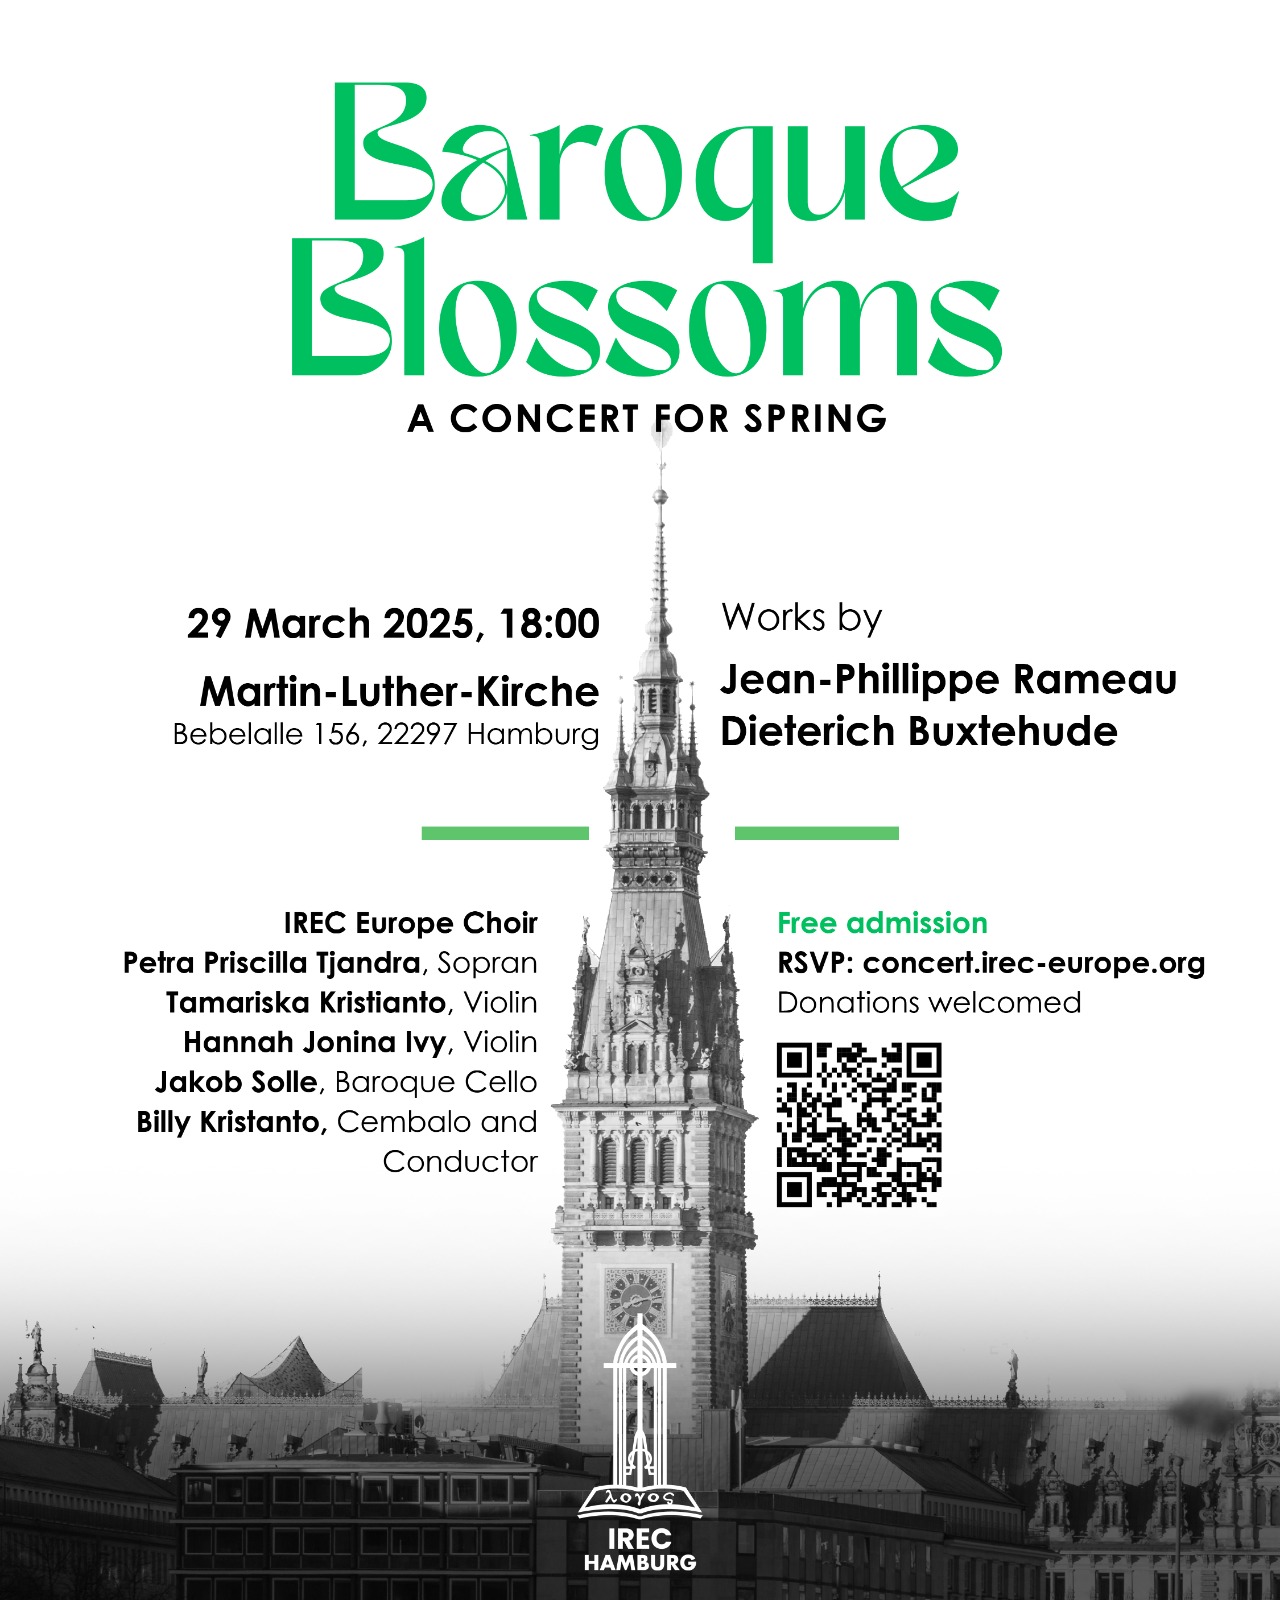 Baroque
Blossoms
A CONCERT FOR SPRING
29 March 2025, 18:00
Martin-Luther-Kirche
Bebelalle 156, 22297 Hamburg
Works by
Jean-Phillippe Rameau
Dieterich Buxtehude
IREC Europe Choir
Petra Priscilla Tjandra, Sopran
Tamariska Kristianto, Violin
Hannah Jonina Ivy, Violin
Jakob Solle, Baroque Cello
Billy Kristanto, Cembalo and
Conductor
Free admission
RSVP: concert.irec-europe.org
Donations welcomed
λογος
IREC
HAMBURG